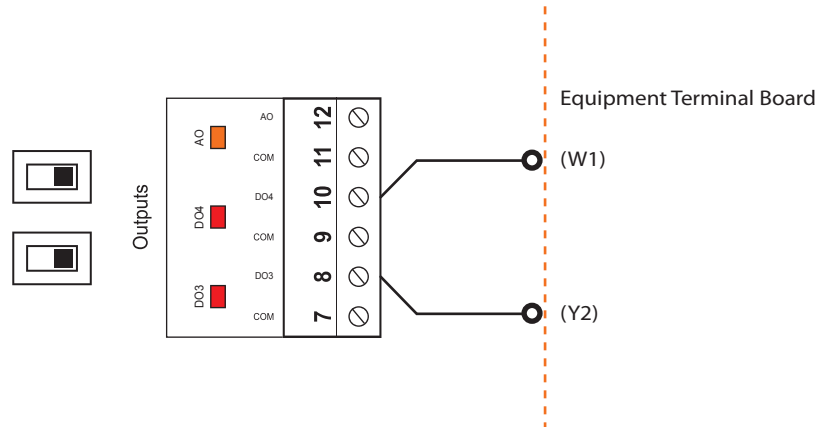 Equipment Terminal Board
Outputs
AO
DO4
DO3
AO 12
COM 11
DO4 10
COM 9
DO3 8
COM 7
(W1)
(Y2)